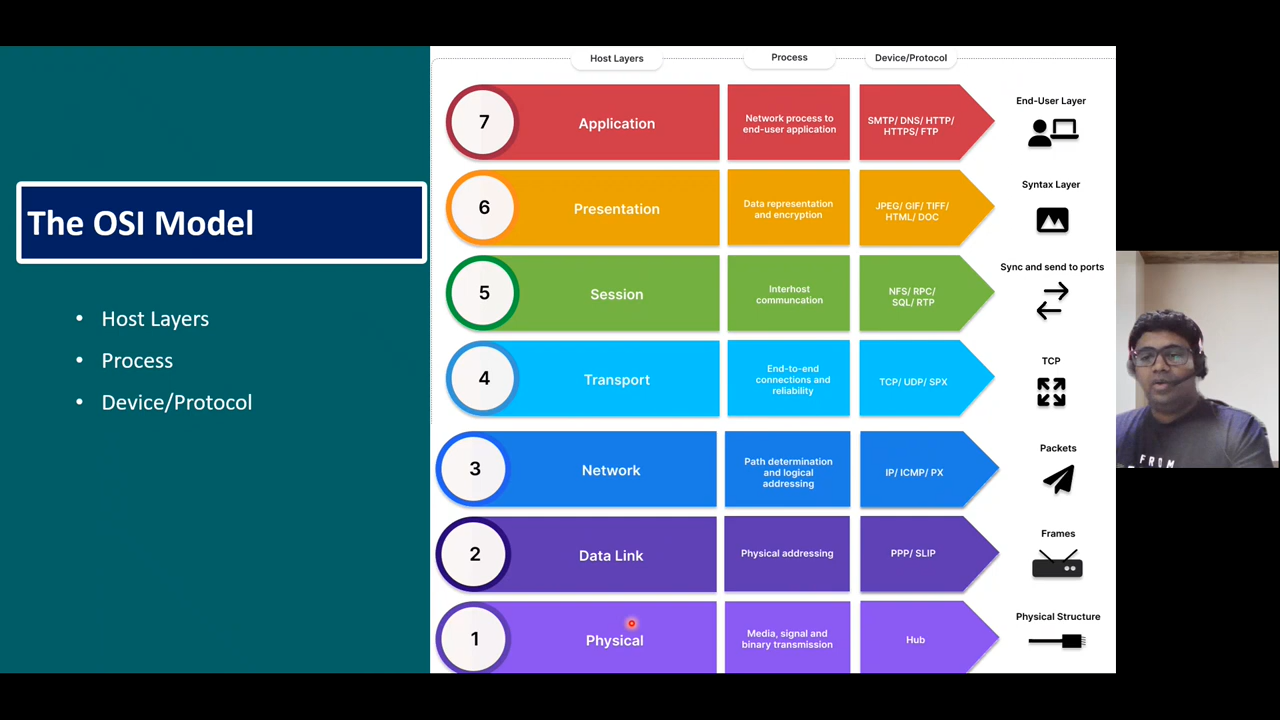 The OSI Model
• Host Layers
• Process
• Device/Protocol
Host Layers
Process
Device/Protocol
7
Application
Network process to
end-user application
SMTP/ DNS/ HTTP/
HTTPS/ FTP
End-User Layer
6
Presentation
Data representation
and encryption
JPEG/ GIF/ TIFF/
HTML/ DOC
Syntax Layer
5
Session
Interhost
communcation
NFS/ RPC/
SQL/ RTP
Sync and send to ports
4
Transport
End-to-end
connections and
reliability
TCP/ UDP/ SPX
TCP
3
Network
Path determination
and logical
addressing
IP/ ICMP/ PX
Packets
2
Data Link
Physical addressing
PPP/ SLIP
Frames
1
Physical
Media, signal and
binary transmission
Hub
Physical Structure
FROM